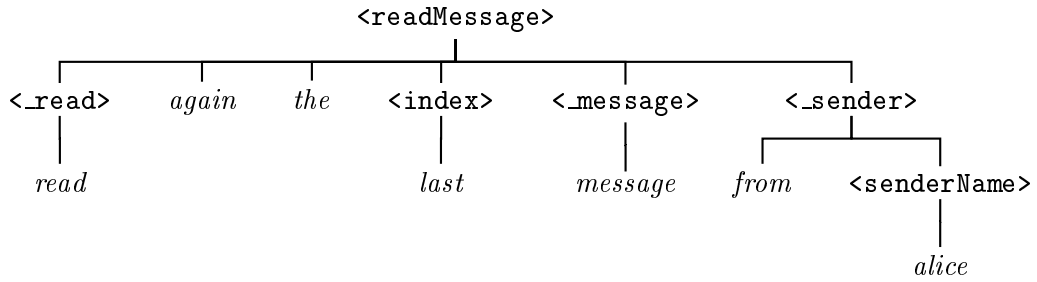 <readMessage>
<_read> again the <index> <_message> <_sender>
read last message from <senderName>
alice